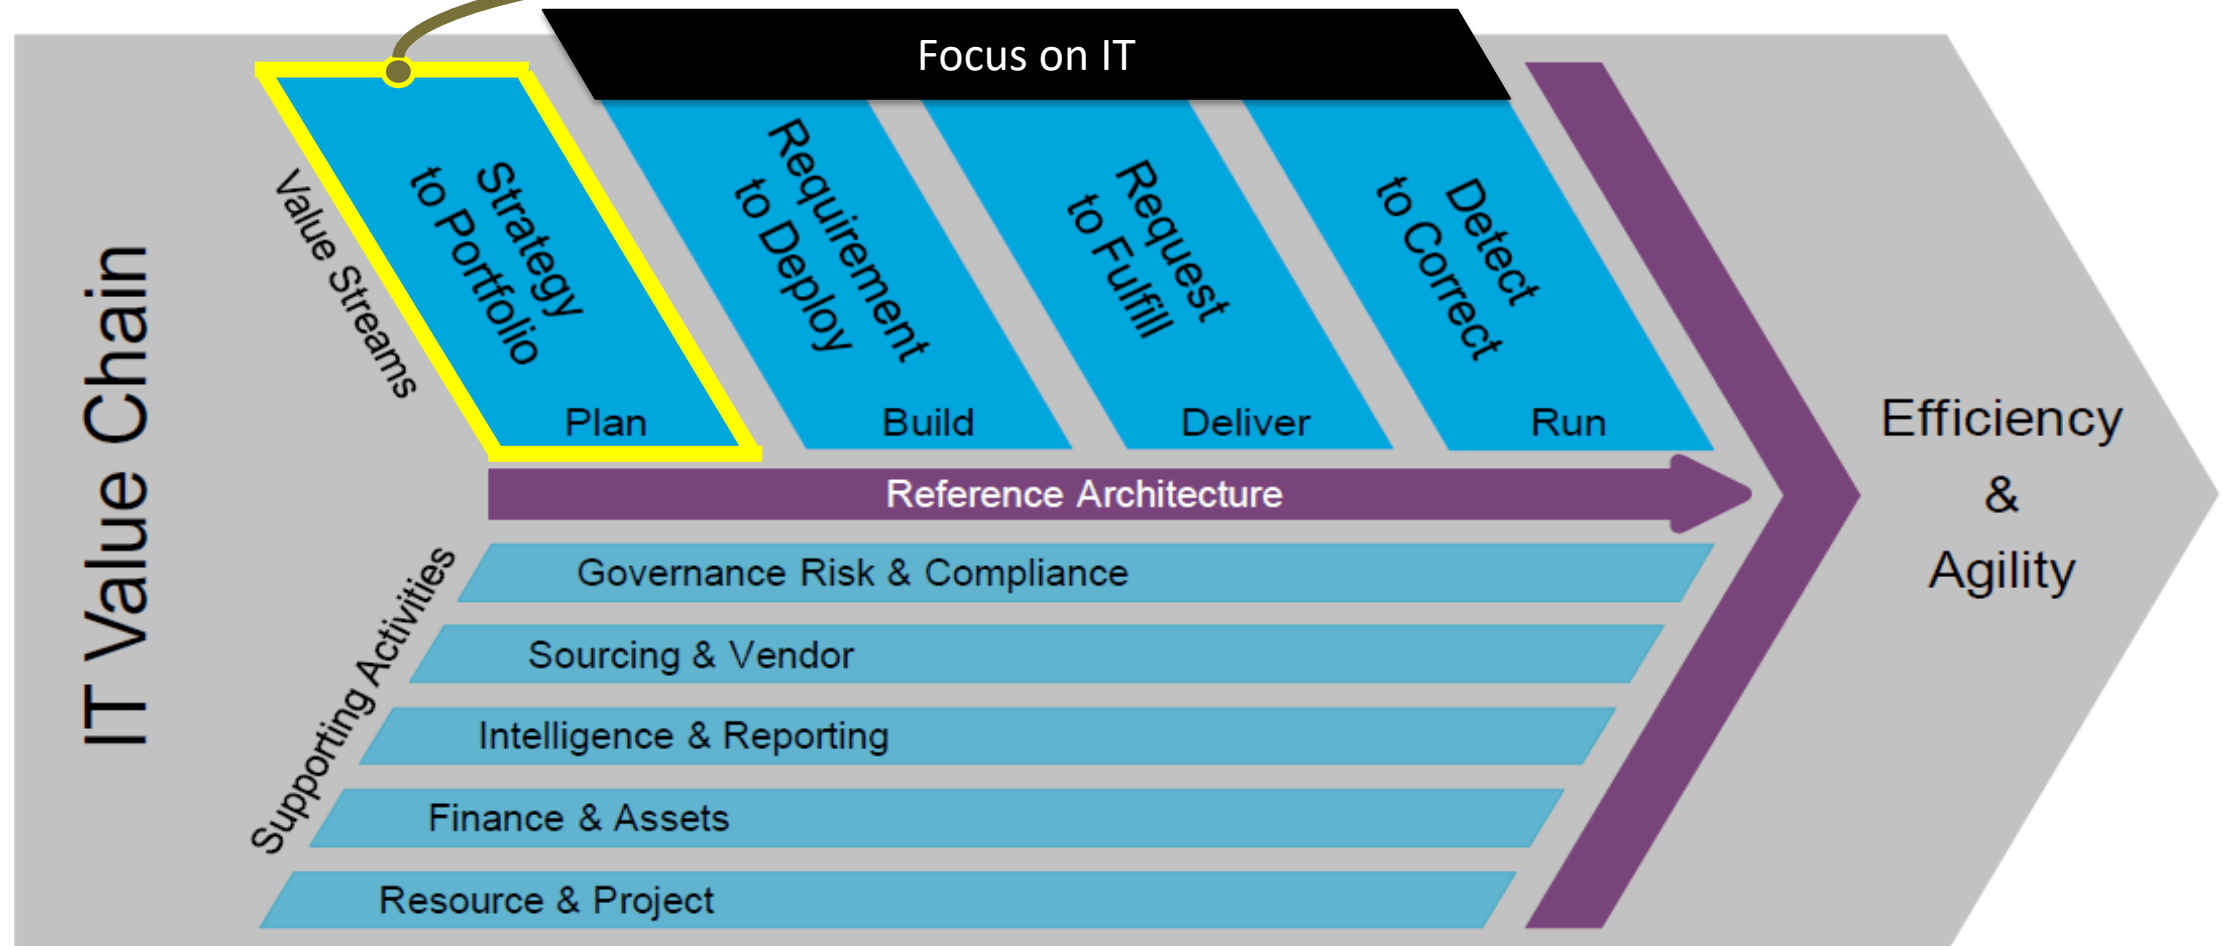 Focus on IT
IT Value Chain
Value Streams
Strategy
to Portfolio
Plan
Requirement
to Deploy
Build
Request
to Fulfill
Deliver
Detect
to Correct
Run
Reference Architecture
Supporting Activities
Governance Risk & Compliance
Sourcing & Vendor
Intelligence & Reporting
Finance & Assets
Resource & Project
Efficiency
&
Agility